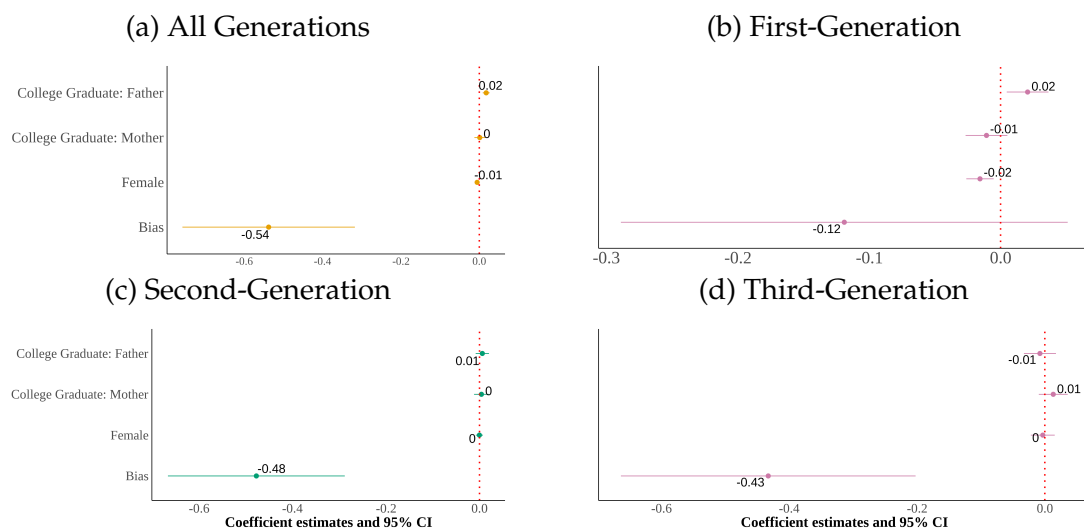 (a) All Generations
College Graduate: Father
College Graduate: Mother
Female
Bias
0.02
0
-0.01
-0.54
-0.6
-0.4
-0.2
0.0
(b) First-Generation
0.02
-0.01
-0.02
-0.12
-0.3
-0.2
-0.1
0.0
(c) Second-Generation
College Graduate: Father
College Graduate: Mother
Female
Bias
0.01
0
0
-0.48
-0.6
-0.4
-0.2
0.0
Coefficient estimates and 95% CI
(d) Third-Generation
-0.01
0.01
0
-0.43
-0.6
-0.4
-0.2
0.0
Coefficient estimates and 95% CI